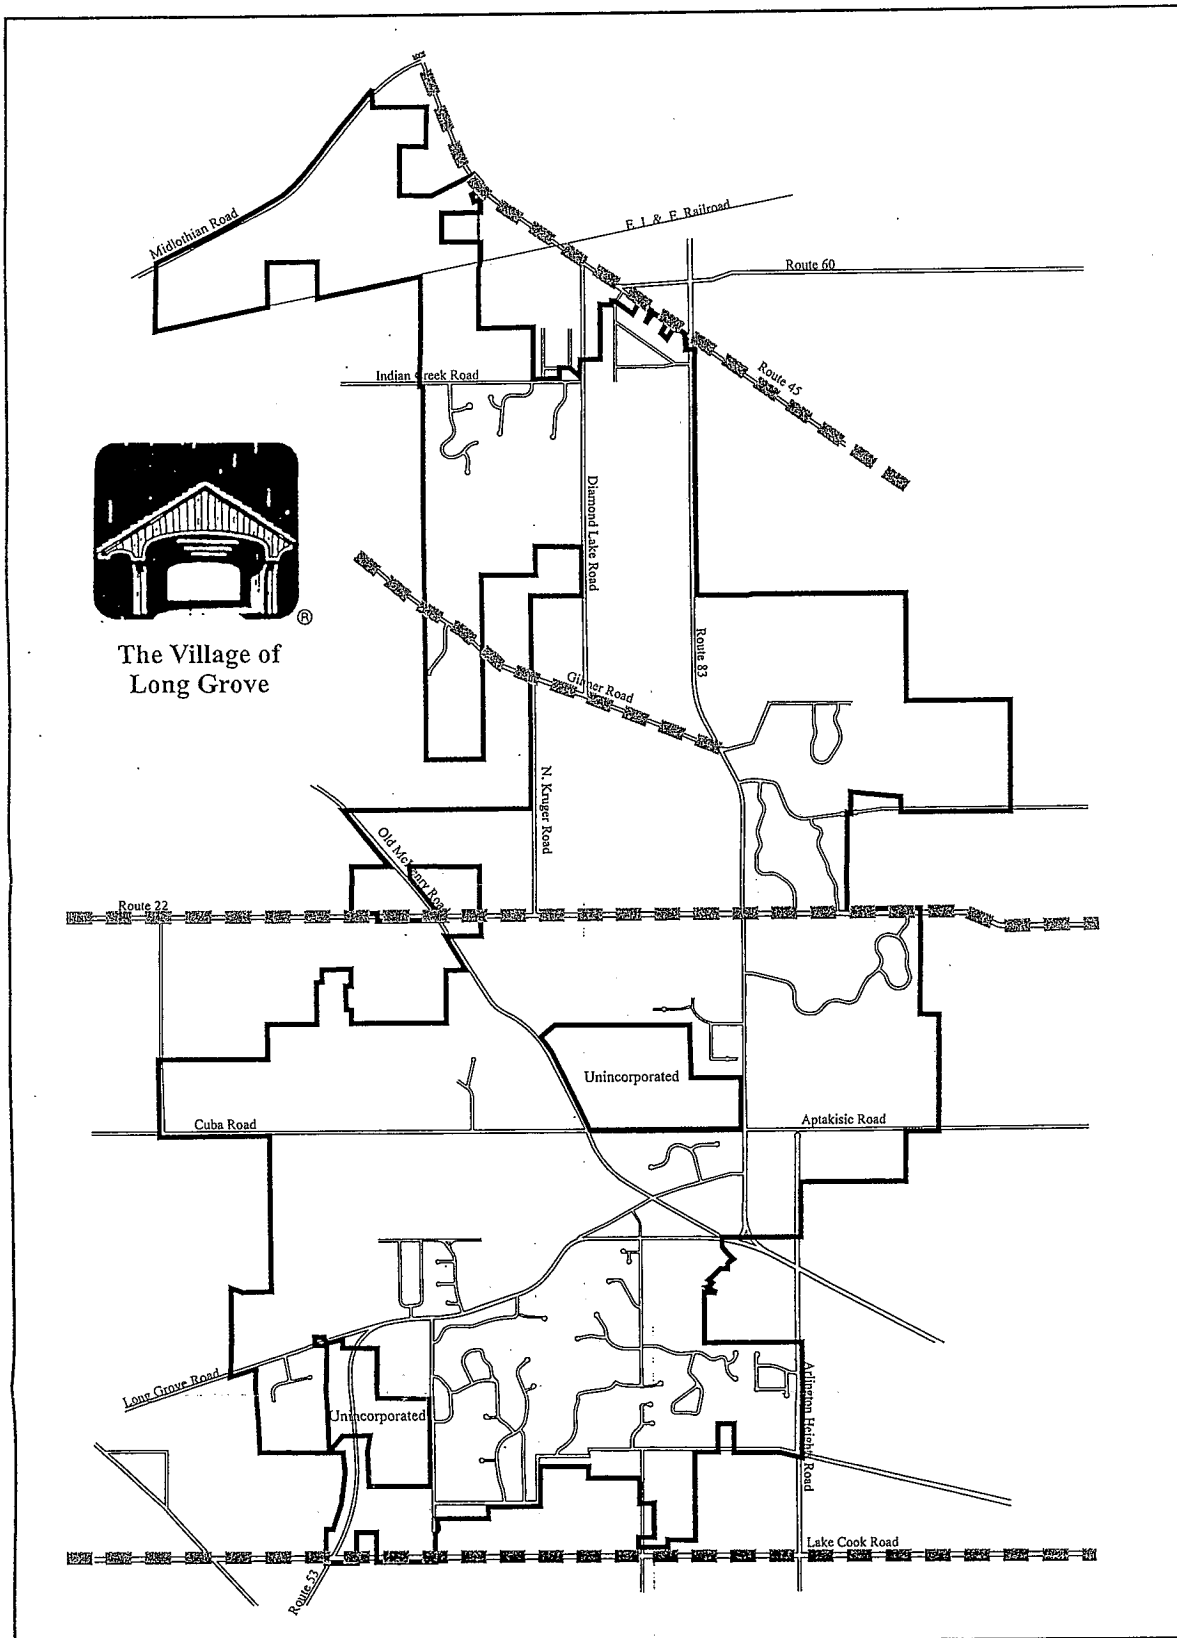 Midlothian Road
E. J. & E. Railroad
Route 60
Route 45
Indian Creek Road
Diamond Lake Road
®
The Village of
Long Grove
Route 83
Gilmer Road
N. Kruger Road
Old McHenry Road
Route 22
Unincorporated
Cuba Road
Aptakisic Road
Long Grove Road
Unincorporated
Arlington Heights Road
Lake Cook Road
Route 53